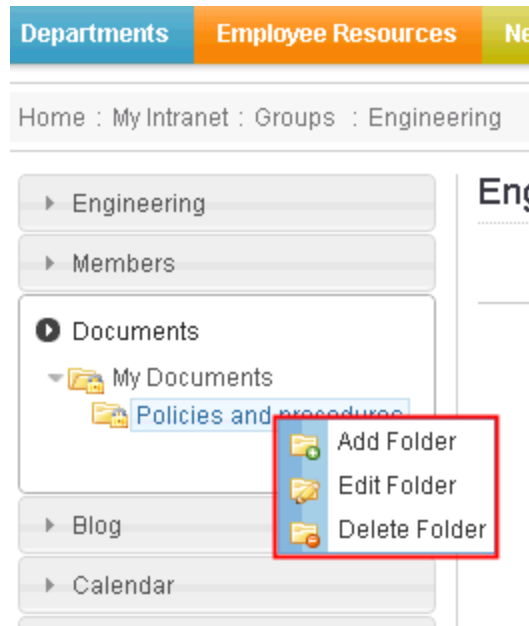 Departments Employee Resources
Home : My Intranet : Groups : Engineering
Engineering
Members
Documents
My Documents
Policies and procedures
Add Folder
Edit Folder
Delete Folder
Blog
Calendar